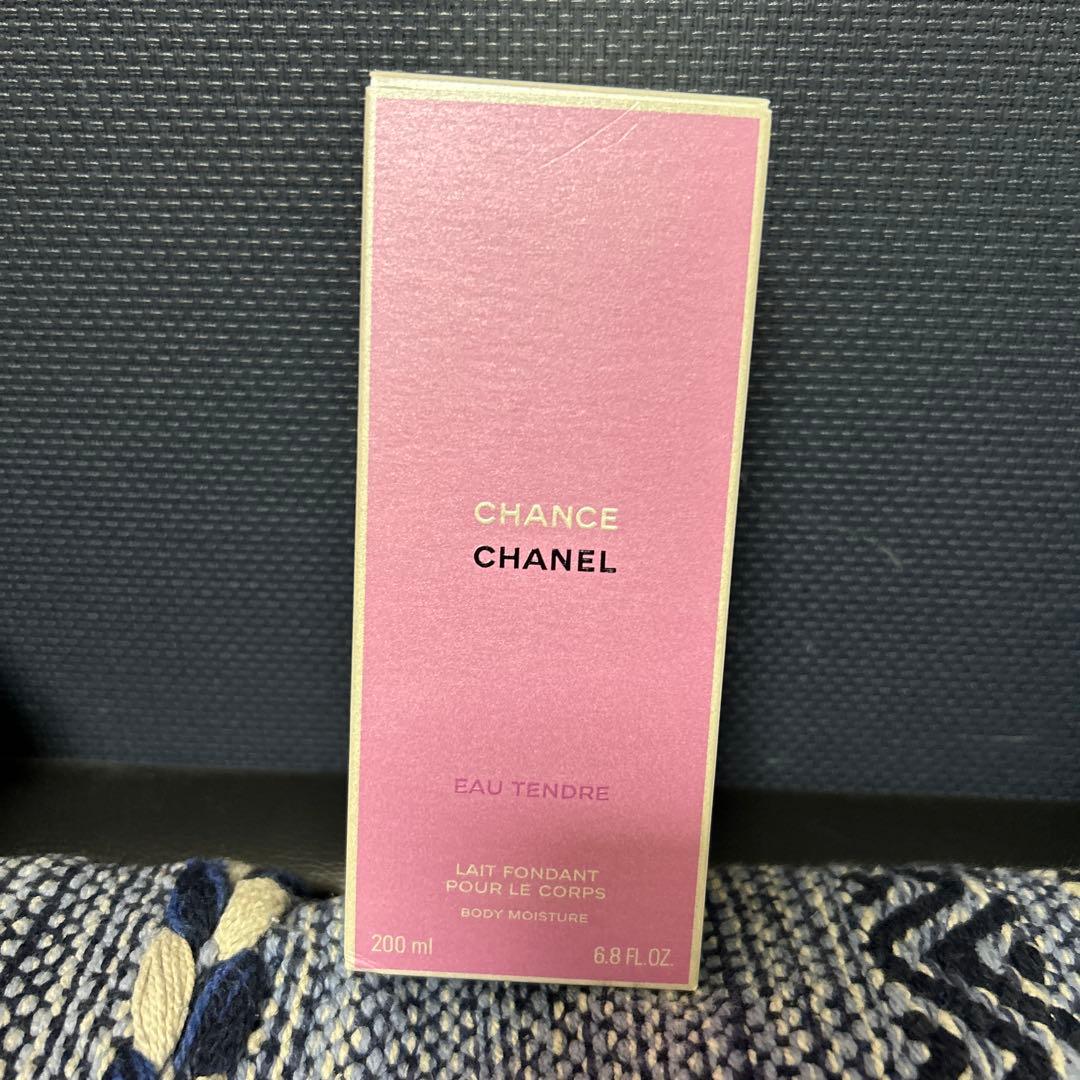 CHANCE
CHANEL
EAU TENDRE
LAIT FONDANT
POUR LE CORPS
BODY MOISTURE
200 ml 6.8 FL.OZ.